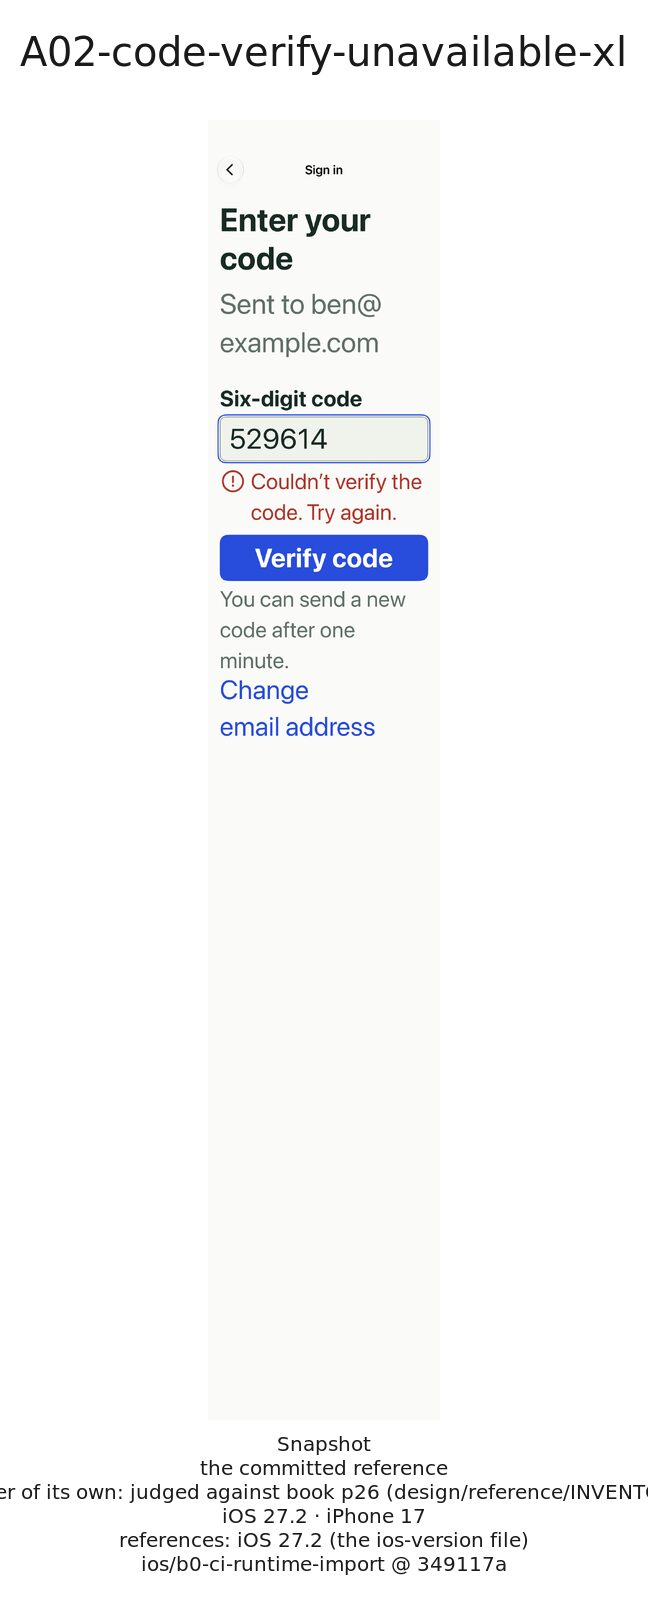 A02-code-verify-unavailable-xl
Sign in
Enter your
code
Sent to ben@
example.com
Six-digit code
529614
Couldn’t verify the
code. Try again.
Verify code
You can send a new
code after one
minute.
Change
email address
Snapshot
the committed reference
er of its own: judged against book p26 (design/reference/INVENT
iOS 27.2 · iPhone 17
references: iOS 27.2 (the ios-version file)
ios/b0-ci-runtime-import @ 349117a